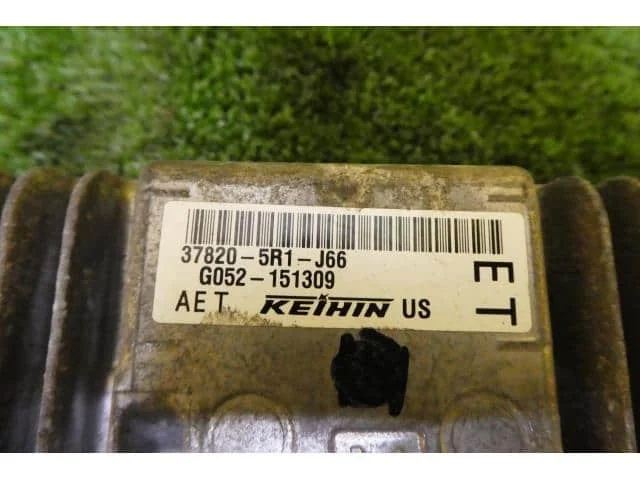 37820-5R1-J66
G052-151309
AET KEIHIN US
ET